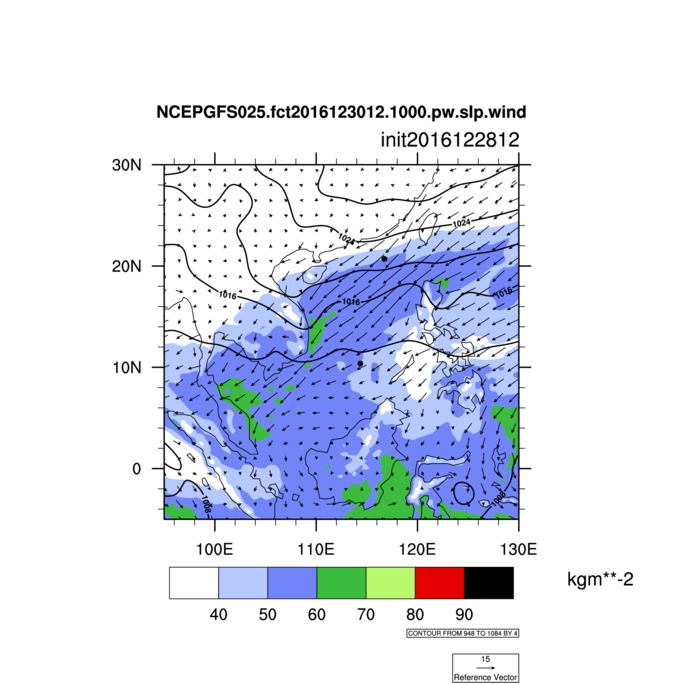 NCEPGFS025.fct2016123012.1000.pw.slp.wind
init2016122812
30N
1024
1024
20N
1016
1016
1016
10N
0
1008
1008
100E 110E 120E 130E
kgm**-2
40 50 60 70 80 90
CONTOUR FROM 948 TO 1084 BY 4
15
Reference Vector